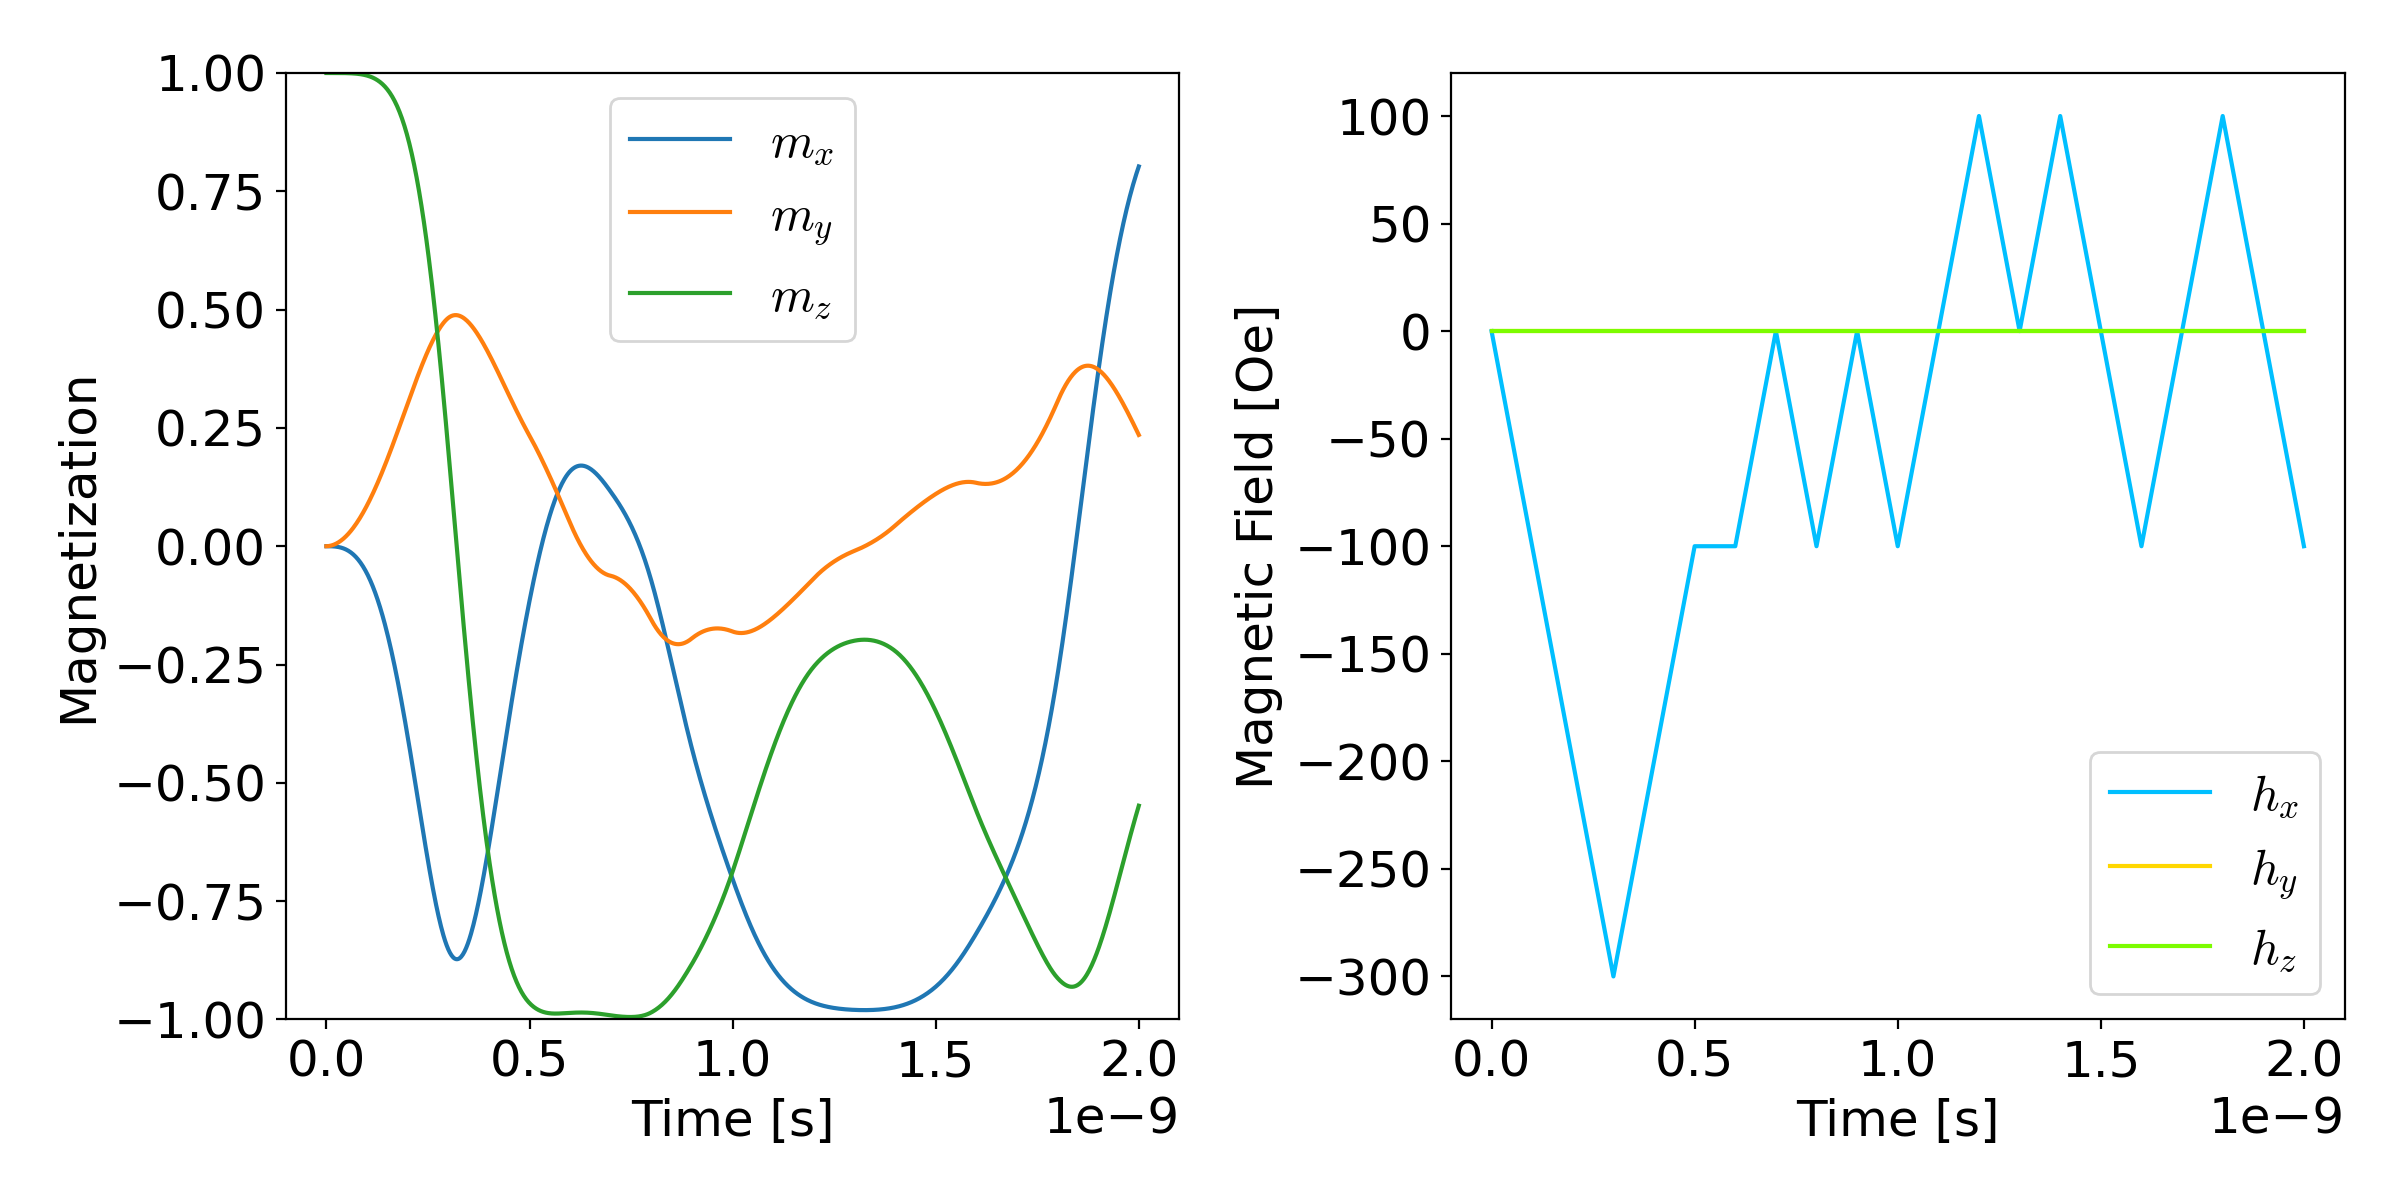 1.00
0.75
0.50
0.25
0.00
−0.25
−0.50
−0.75
−1.00
Magnetization
m_x
m_y
m_z
0.0 0.5 1.0 1.5 2.0
Time [s]
1e−9
100
50
0
−50
−100
−150
−200
−250
−300
Magnetic Field [Oe]
h_x
h_y
h_z
0.0 0.5 1.0 1.5 2.0
Time [s]
1e−9